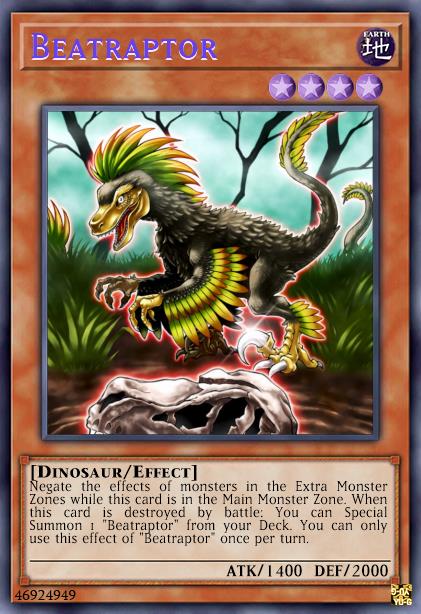 Beatraptor
EARTH
地
[Dinosaur/Effect]
Negate the effects of monsters in the Extra Monster
Zones while this card is in the Main Monster Zone. When
this card is destroyed by battle: You can Special
Summon 1 "Beatraptor" from your Deck. You can only
use this effect of "Beatraptor" once per turn.
ATK/1400 DEF/2000
46924949